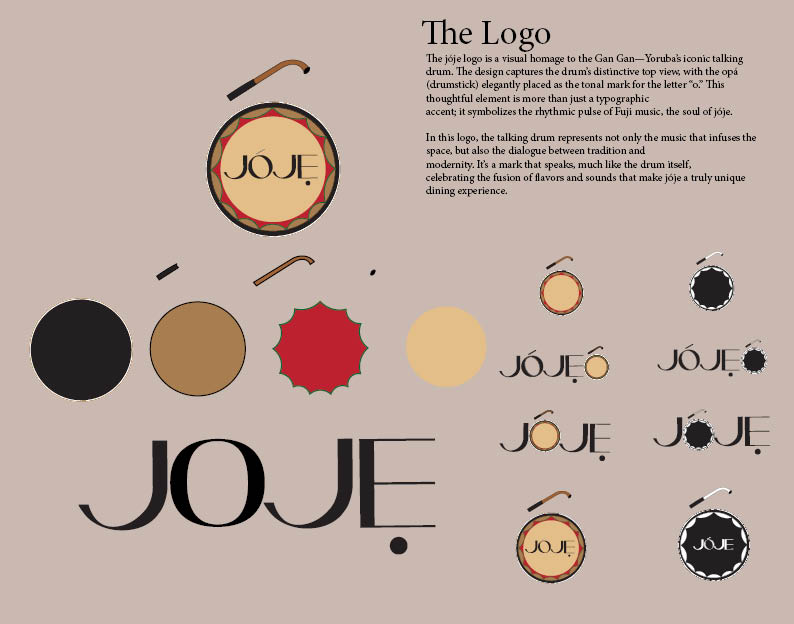 The Logo
The jóje logo is a visual homage to the Gan Gan—Yoruba's iconic talking
drum. The design captures the drum's distinctive top view, with the opá
(drumstick) elegantly placed as the tonal mark for the letter "o." This
thoughtful element is more than just a typographic
accent; it symbolizes the rhythmic pulse of Fuji music, the soul of jóje.
In this logo, the talking drum represents not only the music that infuses the
space, but also the dialogue between tradition and
modernity. It's a mark that speaks, much like the drum itself,
celebrating the fusion of flavors and sounds that make jóje a truly unique
dining experience.
JÓJẸ
JÓJẸ
JÓJẸ
JOJẸ
JOJẸ
JOJẸ
JÓJẸ
JÓJẸ